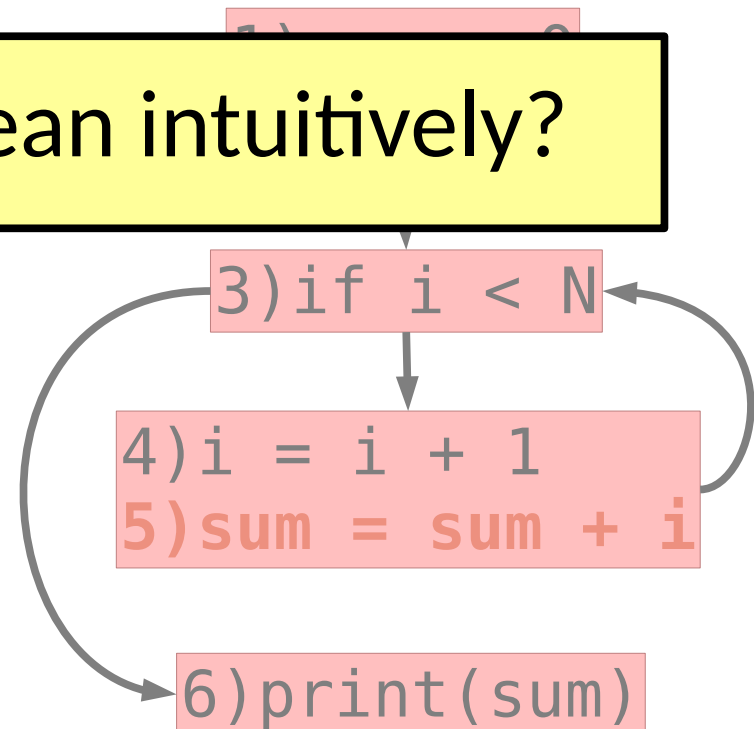 ean intuitively?
3)if i < N
4)i = i + 1
5)sum = sum + i
6)print(sum)